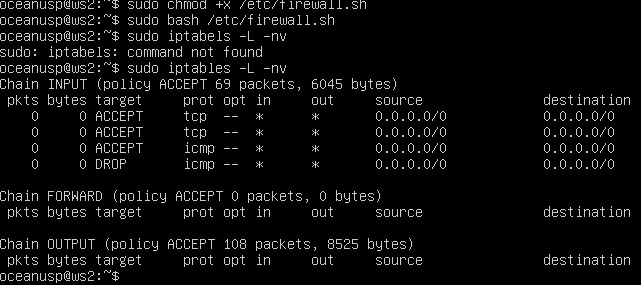 oceanusp@ws2:~$ sudo chmod +x /etc/firewall.sh
oceanusp@ws2:~$ sudo bash /etc/firewall.sh
oceanusp@ws2:~$ sudo iptabels -L -nv
sudo: iptabels: command not found
oceanusp@ws2:~$ sudo iptables -L -nv
Chain INPUT (policy ACCEPT 69 packets, 6045 bytes)
pkts bytes target prot opt in out source destination
0 0 ACCEPT tcp -- * * 0.0.0.0/0 0.0.0.0/0
0 0 ACCEPT tcp -- * * 0.0.0.0/0 0.0.0.0/0
0 0 ACCEPT icmp -- * * 0.0.0.0/0 0.0.0.0/0
0 0 DROP icmp -- * * 0.0.0.0/0 0.0.0.0/0
Chain FORWARD (policy ACCEPT 0 packets, 0 bytes)
pkts bytes target prot opt in out source destination
Chain OUTPUT (policy ACCEPT 108 packets, 8525 bytes)
pkts bytes target prot opt in out source destination
oceanusp@ws2:~$